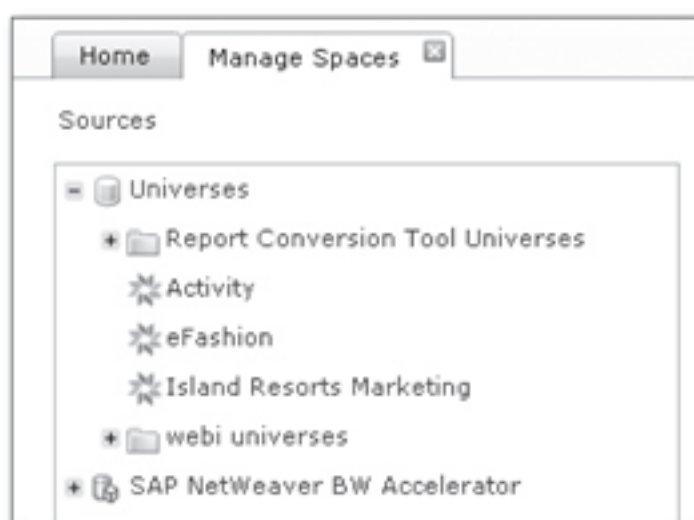 Home Manage Spaces
Sources
Universes
Report Conversion Tool Universes
Activity
eFashion
Island Resorts Marketing
webi universes
SAP NetWeaver BW Accelerator